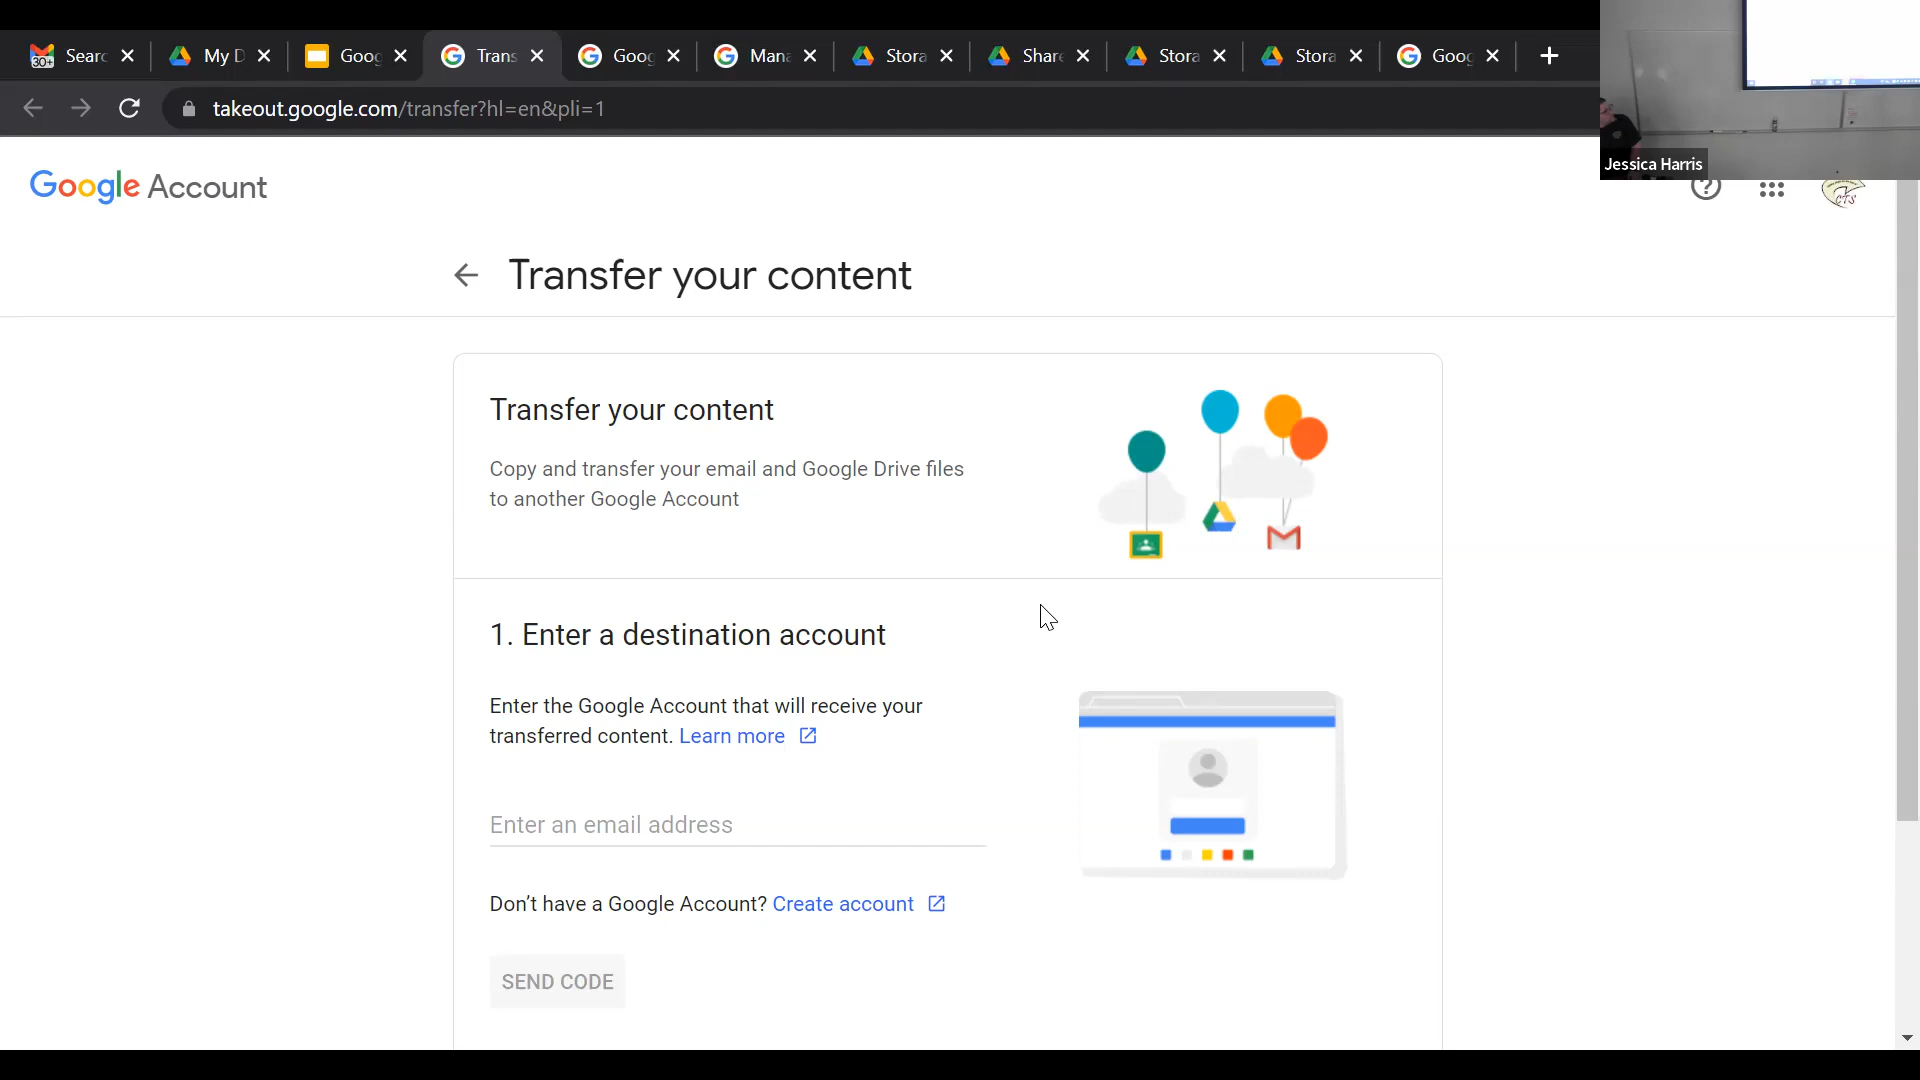 30+ Searc My D Goog Trans Goog Mana Stora Share Stora Stora Goog
takeout.google.com/transfer?hl=en&pli=1
Jessica Harris
Google Account
CTS
Transfer your content
Transfer your content
Copy and transfer your email and Google Drive files
to another Google Account
1. Enter a destination account
Enter the Google Account that will receive your
transferred content. Learn more
Enter an email address
Don't have a Google Account? Create account
SEND CODE